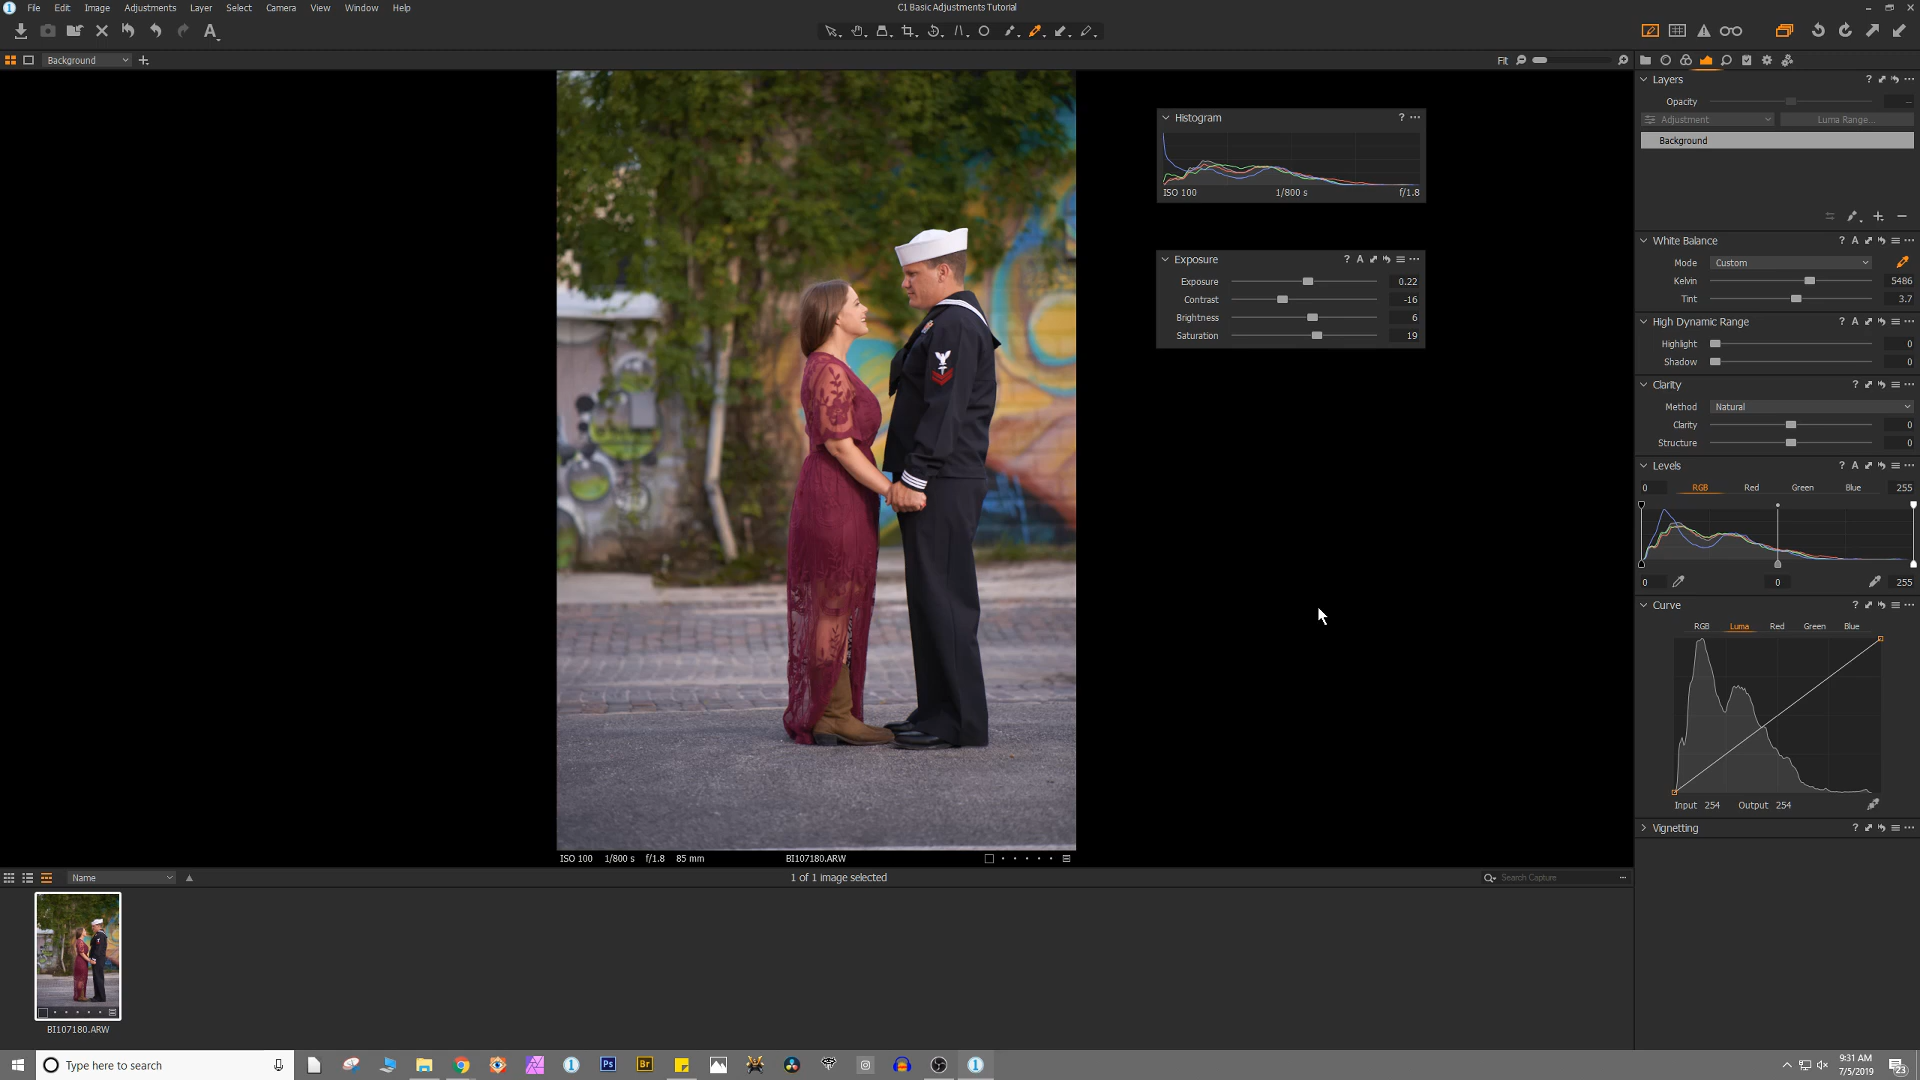 C1 Basic Adjustments Tutorial
File Edit Image Adjustments Layer Select Camera View Window Help
Background
Fit
Layers
Opacity
Adjustment Luma Range...
Background
Histogram
ISO 100 1/800 s f/1.8
Exposure
Exposure 0.22
Contrast -16
Brightness 6
Saturation 19
White Balance
Mode Custom
Kelvin 5486
Tint 3.7
High Dynamic Range
Highlight 0
Shadow 0
Clarity
Method Natural
Clarity 0
Structure 0
Levels
0 RGB Red Green Blue 255
0 0 255
Curve
RGB Luma Red Green Blue
Input 254 Output 254
Vignetting
ISO 100 1/800 s f/1.8 85 mm BI107180.ARW
Name
1 of 1 image selected
Search Capture
BI107180.ARW
Type here to search
Ps
Br
9:31 AM
7/5/2019
23